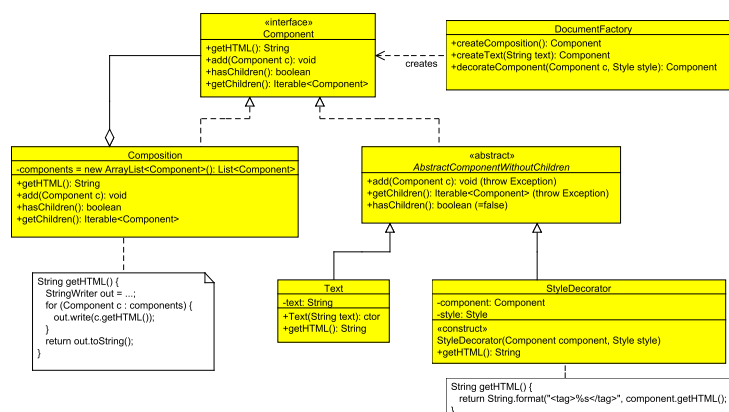 «interface»
Component
+getHTML(): String
+add(Component c): void
+hasChildren(): boolean
+getChildren(): Iterable<Component>
DocumentFactory
+createComposition(): Component
+createText(String text): Component
+decorateComponent(Component c, Style style): Component
creates
Composition
-components = new ArrayList<Component>(): List<Component>
+getHTML(): String
+add(Component c): void
+hasChildren(): boolean
+getChildren(): Iterable<Component>
«abstract»
AbstractComponentWithoutChildren
+add(Component c): void (throw Exception)
+getChildren(): Iterable<Component> (throw Exception)
+hasChildren(): boolean (=false)
String getHTML() {
StringWriter out = ...;
for (Component c : components) {
out.write(c.getHTML());
}
return out.toString();
}
Text
-text: String
+Text(String text): ctor
+getHTML(): String
StyleDecorator
-component: Component
-style: Style
«construct»
StyleDecorator(Component component, Style style)
+getHTML(): String
String getHTML() {
return String.format("<tag>%s</tag>", component.getHTML();
}